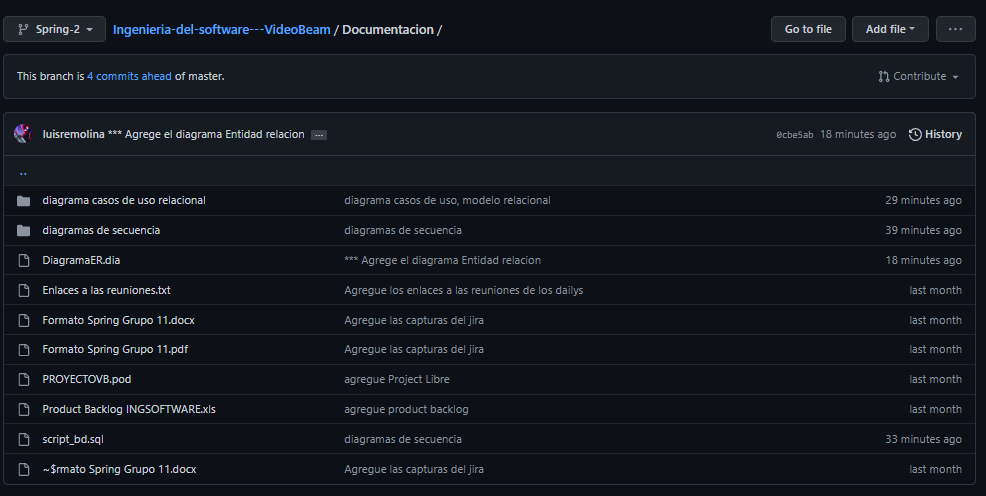 Spring-2 Ingenieria-del-software---VideoBeam / Documentacion / Go to file Add file ...
This branch is 4 commits ahead of master. Contribute
luisremolina *** Agrege el diagrama Entidad relacion ... 0cbe5ab 18 minutes ago History
..
diagrama casos de uso relacional diagrama casos de uso, modelo relacional 29 minutes ago
diagramas de secuencia diagramas de secuencia 39 minutes ago
DiagramaER.dia *** Agrege el diagrama Entidad relacion 18 minutes ago
Enlaces a las reuniones.txt Agregue los enlaces a las reuniones de los dailys last month
Formato Spring Grupo 11.docx Agregue las capturas del jira last month
Formato Spring Grupo 11.pdf Agregue las capturas del jira last month
PROYECTOVB.pod agregue Project Libre last month
Product Backlog INGSOFTWARE.xls agregue product backlog last month
script_bd.sql diagramas de secuencia 33 minutes ago
~$rmato Spring Grupo 11.docx Agregue las capturas del jira last month